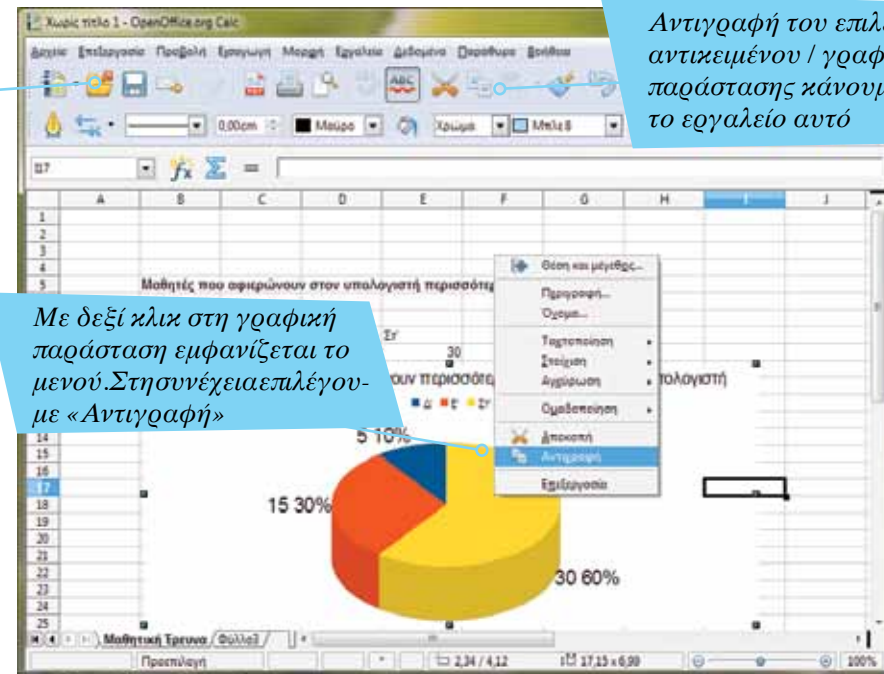 Χωρίς τίτλο 1 - OpenOffice.org Calc
Αρχείο Επεξεργασία Προβολή Εισαγωγή Μορφή Εργαλεία Δεδομένα Παράθυρο Βοήθεια
Αντιγραφή του επιλε
αντικειμένου / γραφ
παράστασης κάνουμ
το εργαλείο αυτό
ABC
0,00cm Μαύρο Χρώμα Μπλε 8
I17
A B C D E F G H I J
1
2
3
4
5 Μαθητές που αφιερώνουν στον υπολογιστή περισσότε
Θέση και μέγεθος...
Περιγραφή...
Όνομα...
Τακτοποίηση
Στοίχιση
Αγκύρωση
Ομαδοποίηση
Αποκοπή
Αντιγραφή
Επεξεργασία
Με δεξί κλικ στη γραφική
παράσταση εμφανίζεται το
μενού.Στησυνέχειαεπιλέγου-
με «Αντιγραφή»
Στ
30
ουν περισσότε
ολογιστή
Δ Ε Στ
5 10%
15 30%
30 60%
14
15
16
17
18
19
20
21
22
23
24
25
Μαθητική Έρευνα Φύλλο3
Προεπιλογή 2,34 / 4,12 17,15 x 6,99 100%